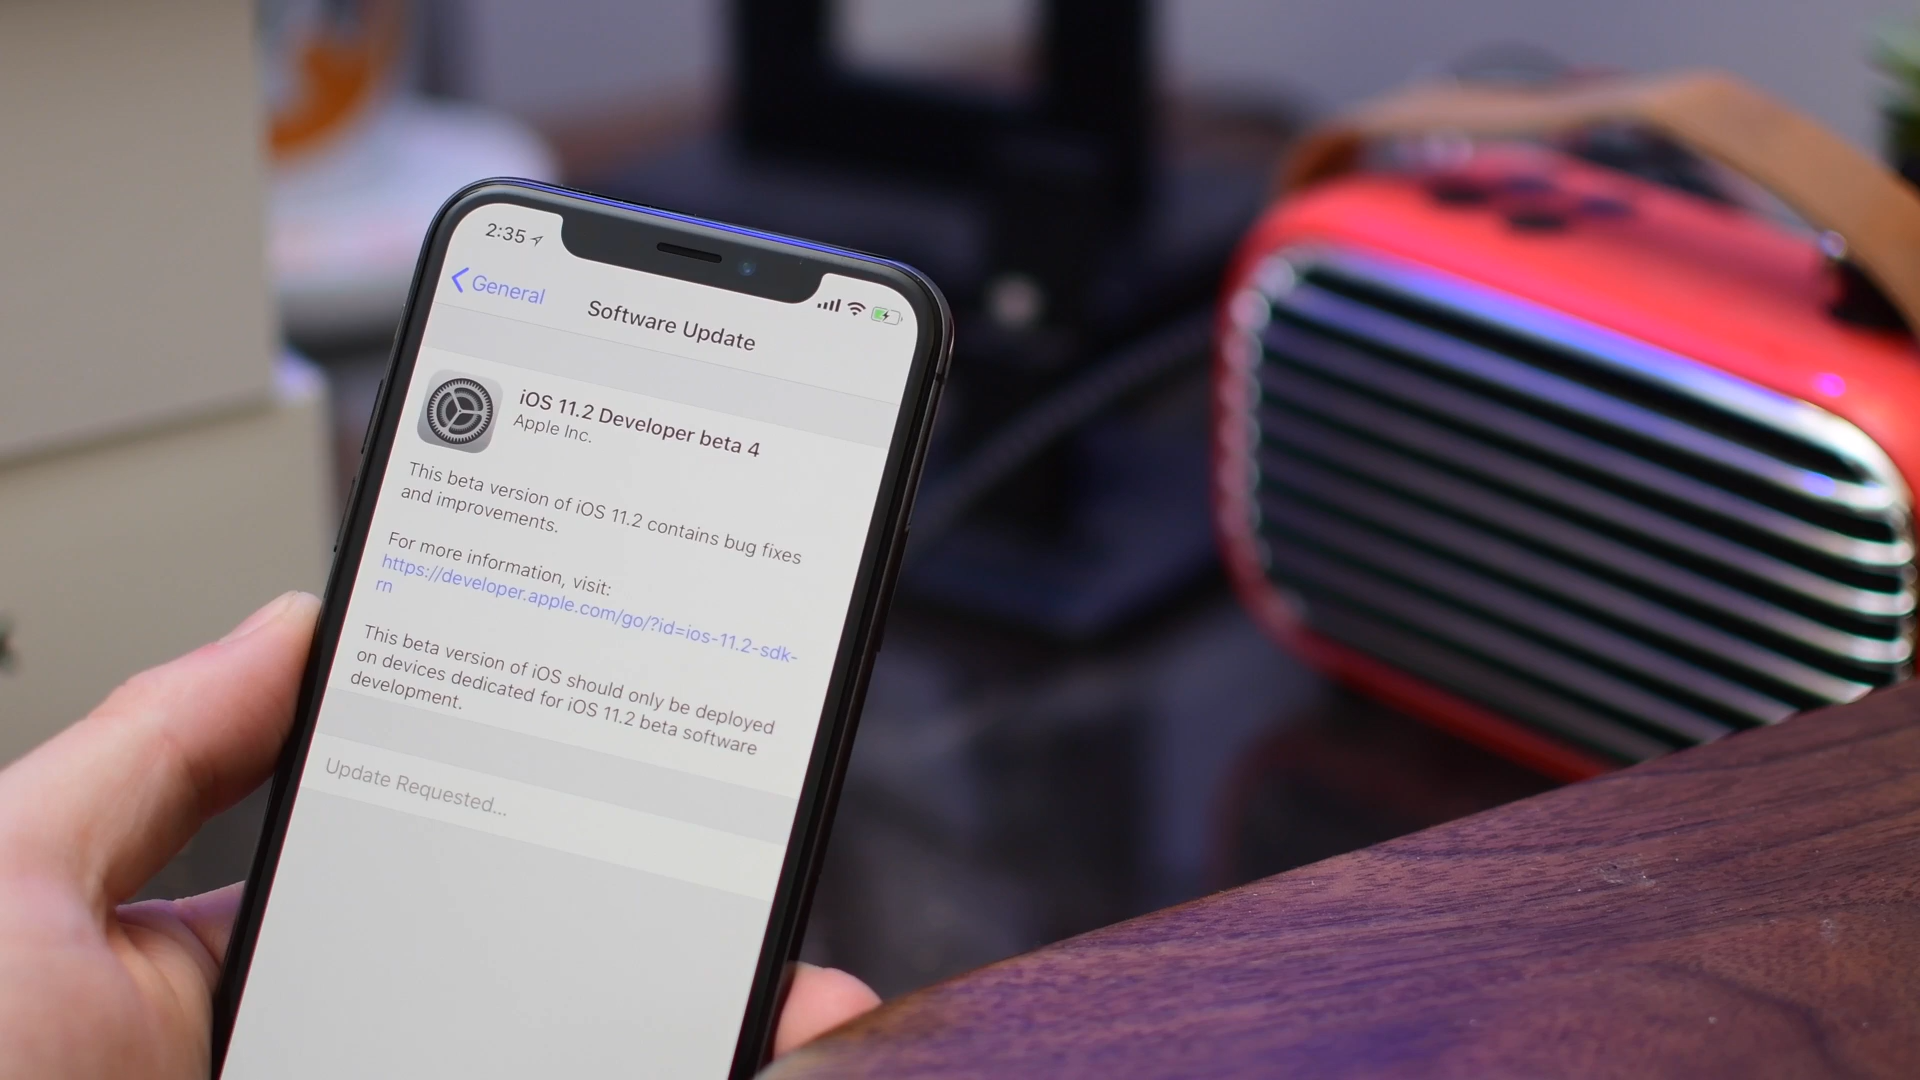 2:35
General
Software Update
iOS 11.2 Developer beta 4
Apple Inc.
This beta version of iOS 11.2 contains bug fixes
and improvements.
For more information, visit:
https://developer.apple.com/go/?id=ios-11.2-sdk-
rn
This beta version of iOS should only be deployed
on devices dedicated for iOS 11.2 beta software
development.
Update Requested...